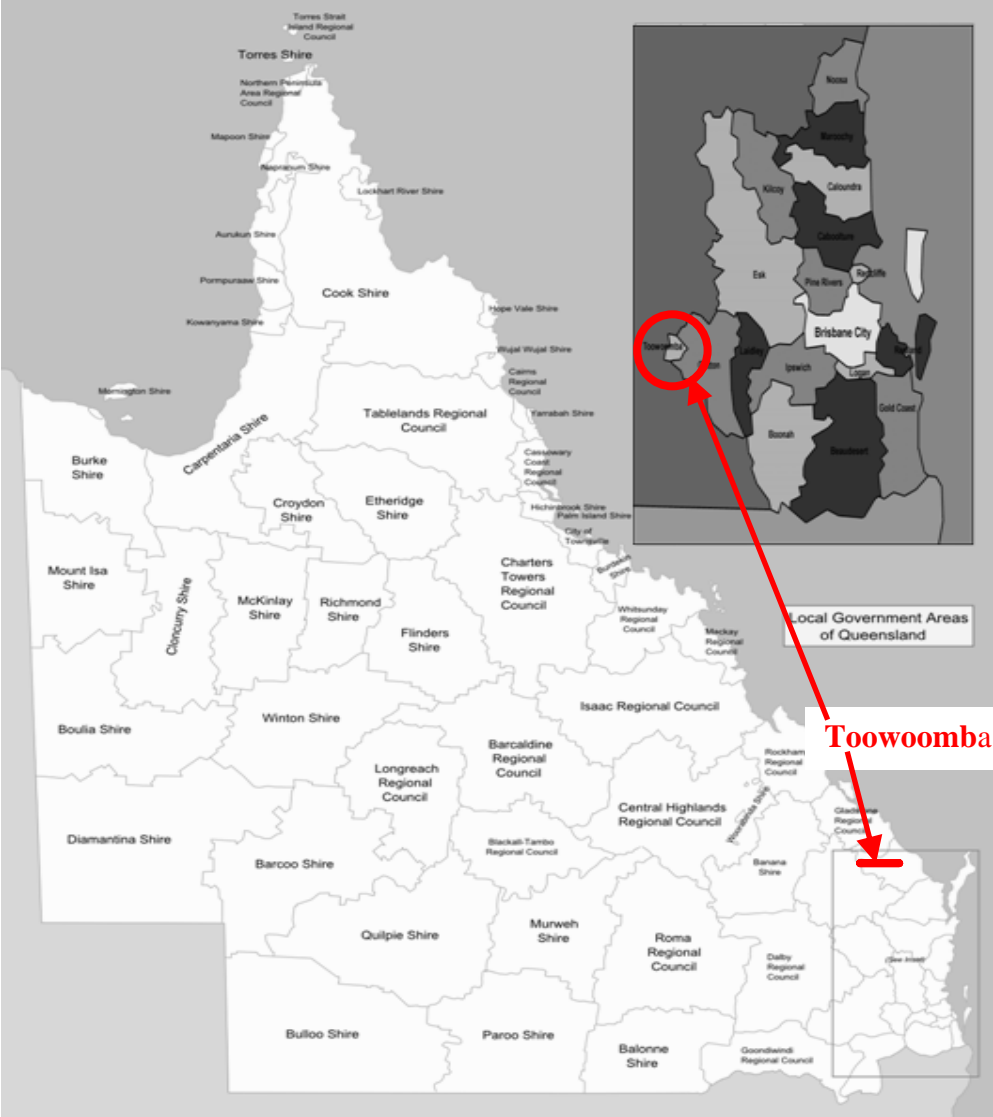 Torres Strait
Island Regional
Council
Torres Shire
Northern Peninsula
Area Regional
Council
Mapoon Shire
Napranum Shire
Lockhart River Shire
Aurukun Shire
Pormpuraaw Shire
Cook Shire
Hope Vale Shire
Kowanyama Shire
Wujal Wujal Shire
Cairns
Regional
Council
Mornington Shire
Tablelands Regional
Council
Yarrabah Shire
Carpentaria Shire
Burke
Shire
Cassowary
Coast
Regional
Council
Croydon
Shire
Etheridge
Shire
Hichinbrook Shire
Palm Island Shire
City of
Townsville
Burdekin
Shire
Mount Isa
Shire
Cloncurry Shire
McKinlay
Shire
Richmond
Shire
Flinders
Shire
Charters
Towers
Regional
Council
Whitsunday
Regional
Council
Mackay
Regional
Council
Boulia Shire
Winton Shire
Isaac Regional Council
Longreach
Regional
Council
Barcaldine
Regional
Council
Central Highlands
Regional Council
Rockham
Regional
Council
Woorabinda Shire
Gladstone
Regional
Council
Diamantina Shire
Barcoo Shire
Blackall-Tambo
Regional Council
Banana
Shire
Quilpie Shire
Murweh
Shire
Roma
Regional
Council
Dalby
Regional
Council
(See Inset)
Bulloo Shire
Paroo Shire
Balonne
Shire
Goondiwindi
Regional Council
Noosa
Maroochy
Kilcoy
Caloundra
Caboolture
Esk
Pine Rivers
Redcliffe
Brisbane City
Toowoomba
Laidley
Ipswich
Logan
Boonah
Beaudesert
Gold Coast
Local Government Areas
of Queensland
Toowoomba